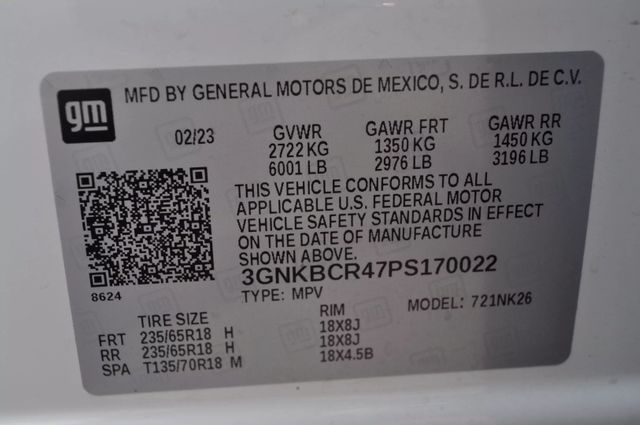 gm
MFD BY GENERAL MOTORS DE MEXICO, S. DE R.L. DE C.V.
02/23 GVWR GAWR FRT GAWR RR
2722 KG 1350 KG 1450 KG
6001 LB 2976 LB 3196 LB
THIS VEHICLE CONFORMS TO ALL
APPLICABLE U.S. FEDERAL MOTOR
VEHICLE SAFETY STANDARDS IN EFFECT
ON THE DATE OF MANUFACTURE
SHOWN ABOVE.
3GNKBCR47PS170022
8624 TYPE: MPV MODEL: 721NK26
TIRE SIZE RIM
FRT 235/65R18 H 18X8J
RR 235/65R18 H 18X8J
SPA T135/70R18 M 18X4.5B